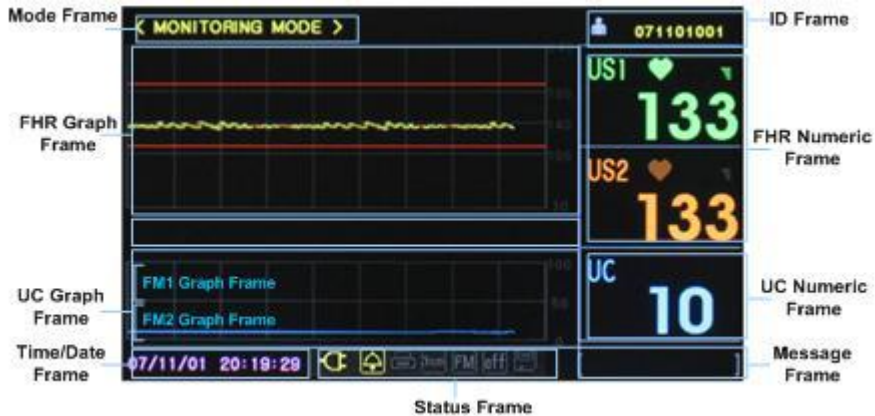 Mode Frame
< MONITORING MODE >
071101001
ID Frame
FHR Graph
Frame
US1
133
FHR Numeric
Frame
US2
133
UC Graph
Frame
FM1 Graph Frame
FM2 Graph Frame
100
50
UC
10
UC Numeric
Frame
Time/Date
Frame
07/11/01 20:19:29
FM
off
Message
Frame
Status Frame